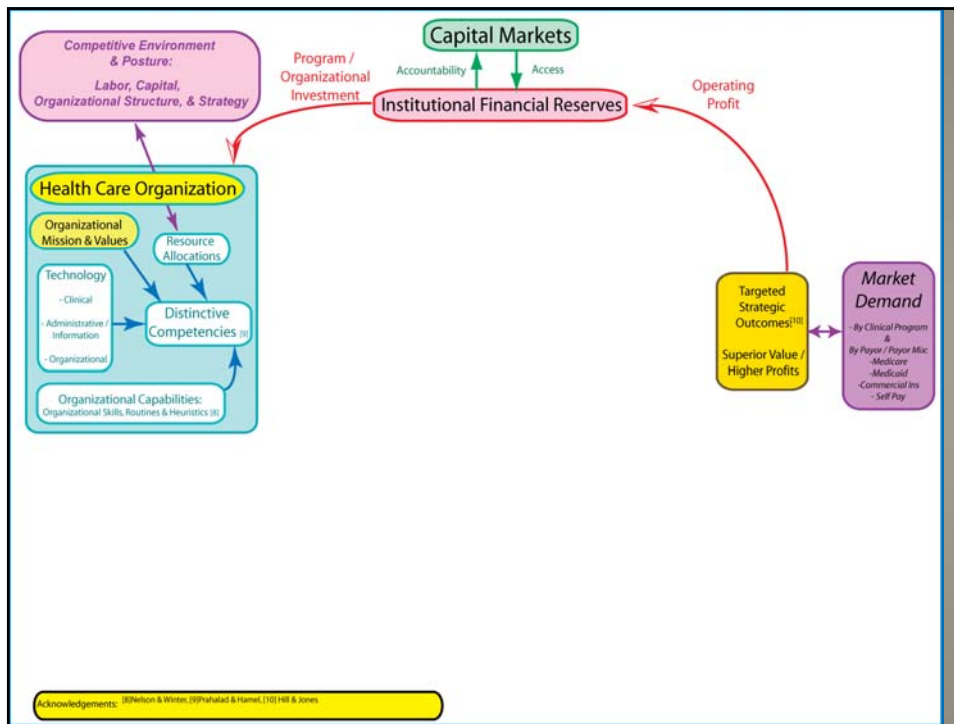 Competitive Environment
& Posture:
Labor, Capital,
Organizational Structure, & Strategy
Program /
Organizational
Investment
Capital Markets
Accountability
Access
Institutional Financial Reserves
Operating
Profit
Health Care Organization
Organizational
Mission & Values
Resource
Allocations
Technology
- Clinical
- Administrative /
Information
- Organizational
Distinctive
Competencies [9]
Organizational Capabilities:
Organizational Skills, Routines & Heuristics [8]
Targeted
Strategic
Outcomes:[10]
Superior Value /
Higher Profits
Market
Demand
- By Clinical Program
&
By Payor / Payor Mix:
-Medicare
- Medicaid
-Commercial Ins
- Self Pay
Acknowledgements: [8]Nelson & Winter, [9]Prahalad & Hamel, [10] Hill & Jones